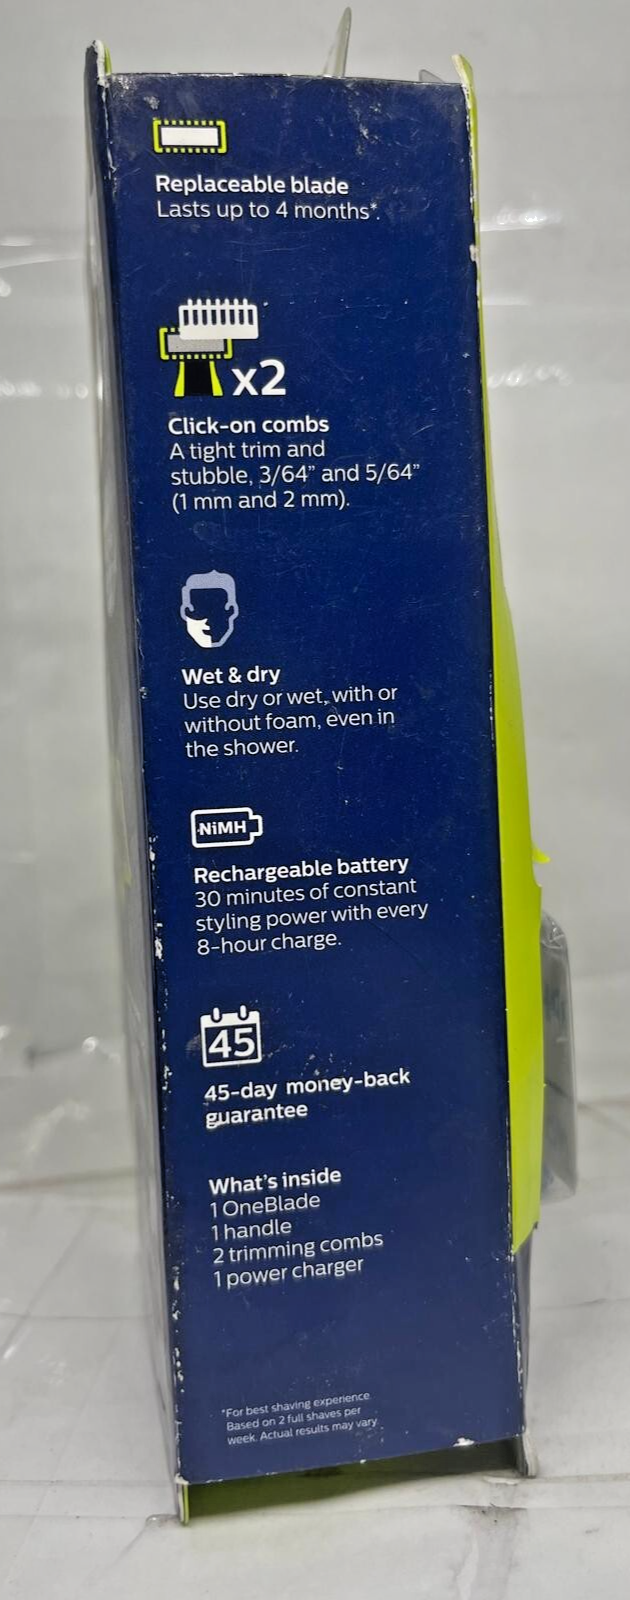 Replaceable blade
Lasts up to 4 months*.
x2
Click-on combs
A tight trim and
stubble, 3/64” and 5/64”
(1 mm and 2 mm).
Wet & dry
Use dry or wet, with or
without foam, even in
the shower.
NiMH
Rechargeable battery
30 minutes of constant
styling power with every
8-hour charge.
45
45-day money-back
guarantee
What's inside
1 OneBlade
1 handle
2 trimming combs
1 power charger
*For best shaving experience.
Based on 2 full shaves per
week. Actual results may vary.